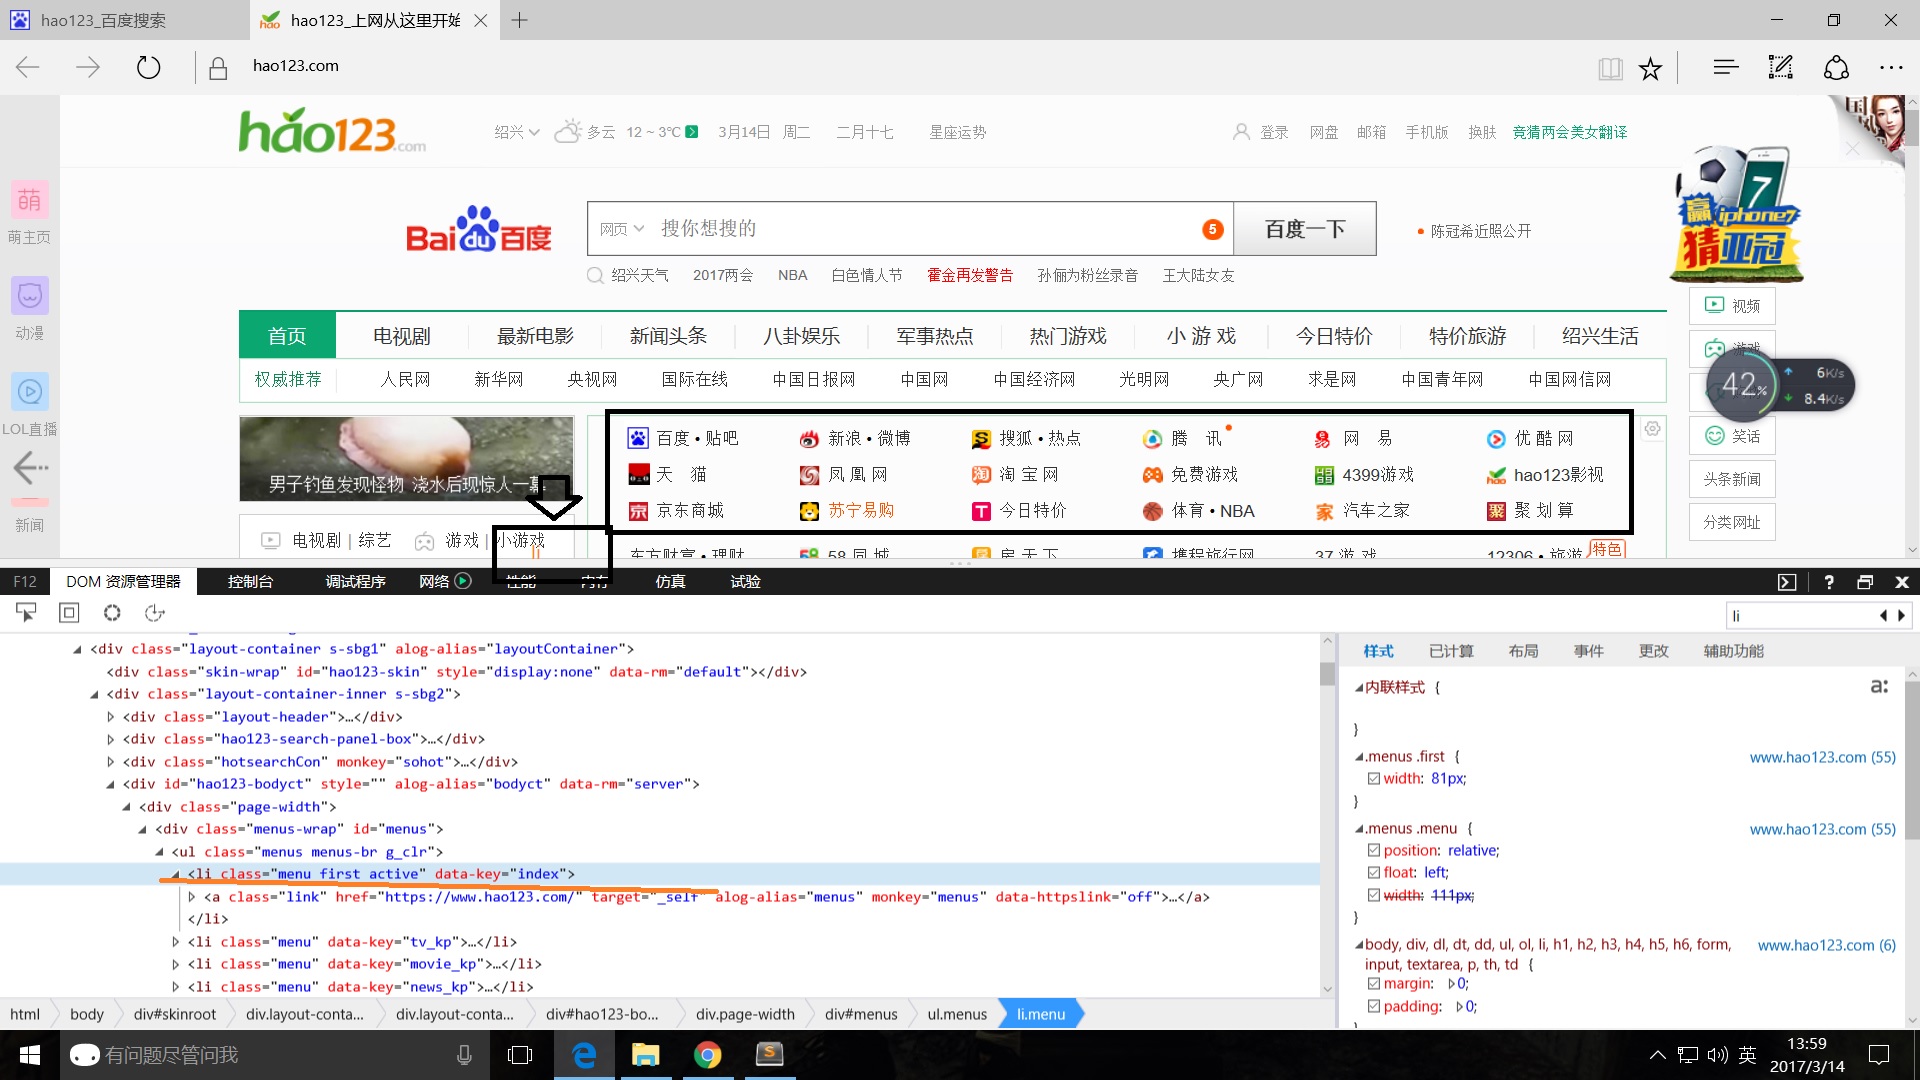 hao123_百度搜索
hao123_上网从这里开始
hao123.com
hao123.com 绍兴 多云 12 ~ 3℃ 3月14日 周二 二月十七 星座运势 登录 网盘 邮箱 手机版 换肤 竞猜两会美女翻译
萌
萌主页
动漫
LOL直播
新闻
Bai du 百度 网页 搜你想搜的 5 百度一下 陈冠希近照公开
绍兴天气 2017两会 NBA 白色情人节 霍金再发警告 孙俪为粉丝录音 王大陆女友
国
7
赢iphone7
猜亚冠
视频
游戏
42% 6K/s
8.4K/s
笑话
头条新闻
分类网址
首页 电视剧 最新电影 新闻头条 八卦娱乐 军事热点 热门游戏 小 游 戏 今日特价 特价旅游 绍兴生活
权威推荐 人民网 新华网 央视网 国际在线 中国日报网 中国网 中国经济网 光明网 央广网 求是网 中国青年网 中国网信网
男子钓鱼发现怪物 浇水后现惊人一幕
电视剧 | 综艺 游戏 | 小游戏
li
百度 • 贴吧 新浪 • 微博 搜狐 • 热点 腾 讯 网 易 优 酷 网
天 猫 凤 凰 网 淘 宝 网 免费游戏 4399游戏 hao123影视
京东商城 苏宁易购 今日特价 体育 • NBA 汽车之家 聚 划 算
东方财富 • 理财 58 同 城 房 天 下 携程旅行网 37 游 戏 12306 • 旅游 特色
F12 DOM 资源管理器 控制台 调试程序 网络 性能 内存 仿真 试验 ?
li
<div class="layout-container s-sbg1" alog-alias="layoutContainer">
<div class="skin-wrap" id="hao123-skin" style="display:none" data-rm="default"></div>
<div class="layout-container-inner s-sbg2">
<div class="layout-header">…</div>
<div class="hao123-search-panel-box">…</div>
<div class="hotsearchCon" monkey="sohot">…</div>
<div id="hao123-bodyct" style="" alog-alias="bodyct" data-rm="server">
<div class="page-width">
<div class="menus-wrap" id="menus">
<ul class="menus menus-br g_clr">
<li class="menu first active" data-key="index">
<a class="link" href="https://www.hao123.com/" target="_self" alog-alias="menus" monkey="menus" data-httpslink="off">…</a>
</li>
<li class="menu" data-key="tv_kp">…</li>
<li class="menu" data-key="movie_kp">…</li>
<li class="menu" data-key="news_kp">…</li>
html body div#skinroot div.layout-conta... div.layout-conta... div#hao123-bo... div.page-width div#menus ul.menus li.menu
样式 已计算 布局 事件 更改 辅助功能
内联样式 { a:
}
.menus .first { www.hao123.com (55)
width: 81px;
}
.menus .menu { www.hao123.com (55)
position: relative;
float: left;
width: 111px;
}
body, div, dl, dt, dd, ul, ol, li, h1, h2, h3, h4, h5, h6, form, www.hao123.com (6)
input, textarea, p, th, td {
margin: 0;
padding: 0;
有问题尽管问我
英
13:59
2017/3/14